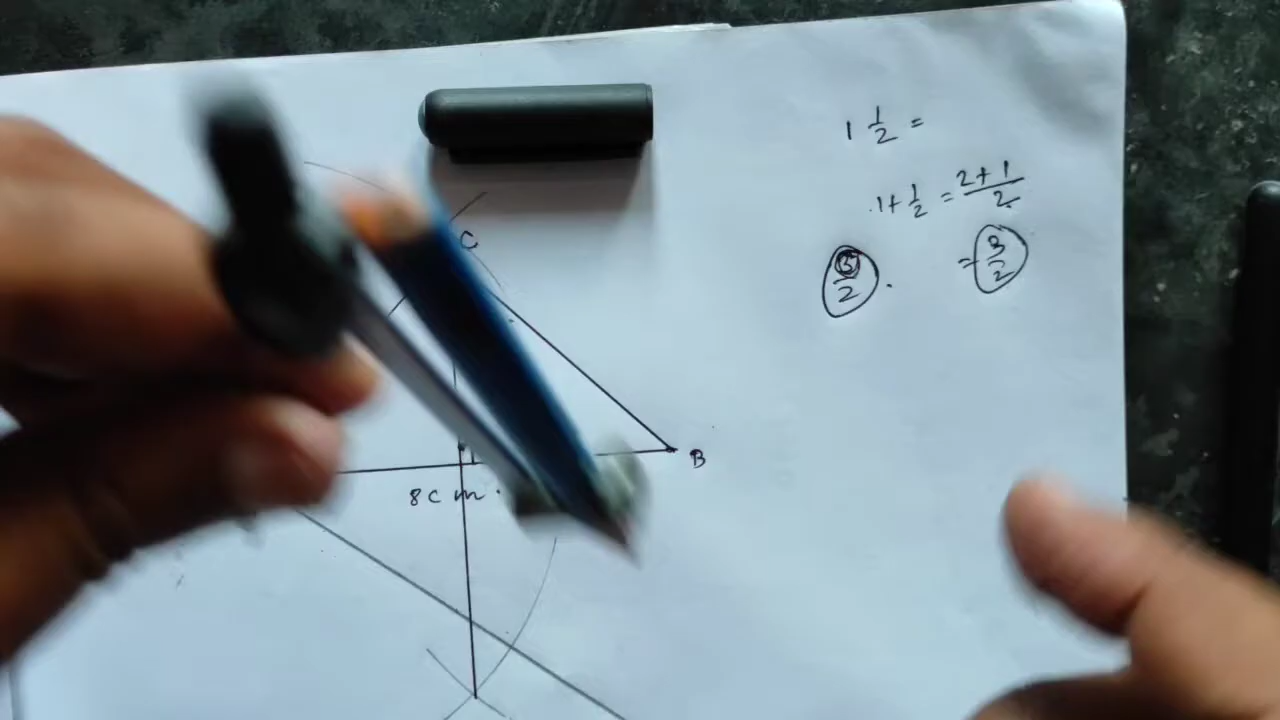 1 1/2 =
1 + 1/2 = 2+1/2
3/2 . = 3/2
C
B
8 cm.